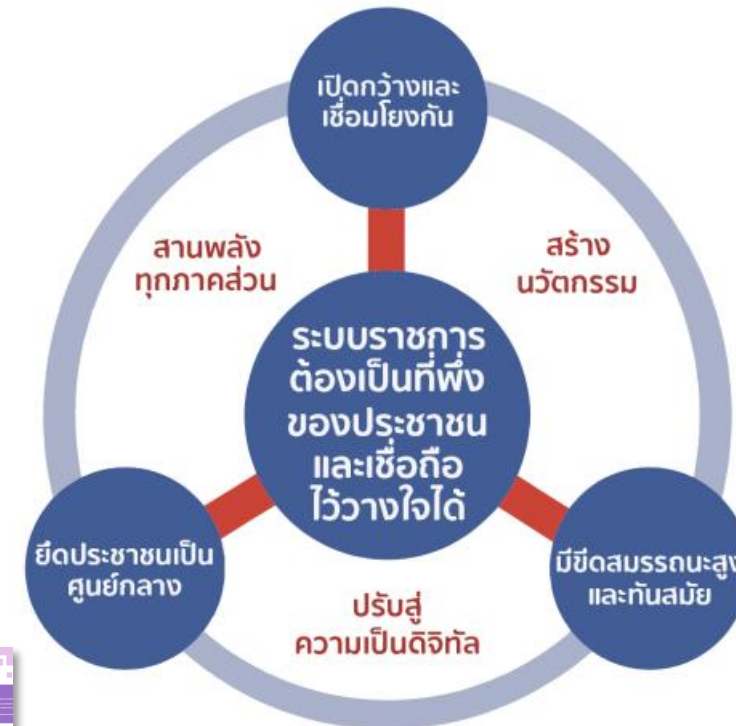 เปิดกว้างและ
เชื่อมโยงกัน
สานพลัง
ทุกภาคส่วน
สร้าง
นวัตกรรม
ระบบราชการ
ต้องเป็นที่พึ่ง
ของประชาชน
และเชื่อถือ
ไว้วางใจได้
ยึดประชาชนเป็น
ศูนย์กลาง
มีขีดสมรรถนะสูง
และทันสมัย
ปรับสู่
ความเป็นดิจิทัล